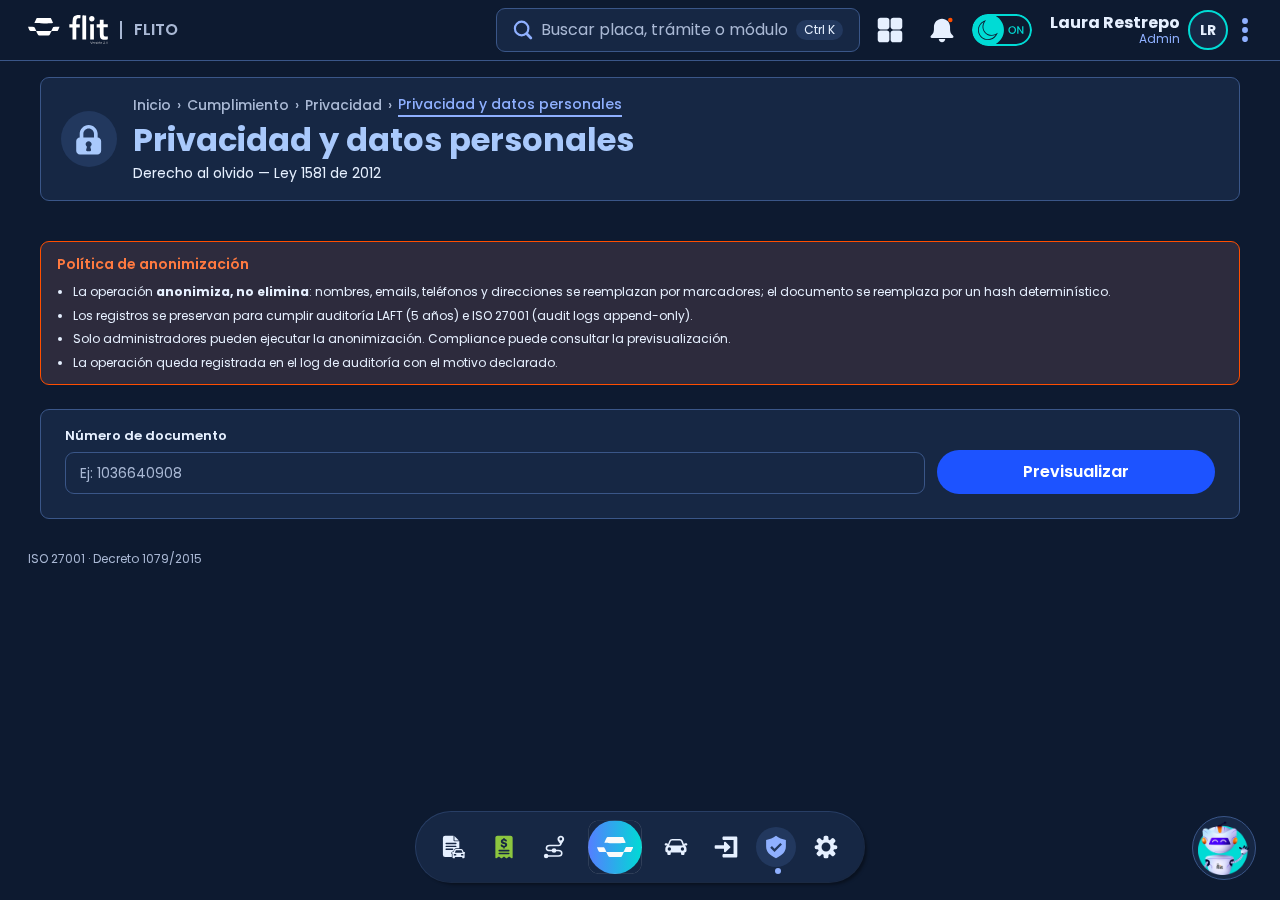 flit | FLITO
Buscar placa, trámite o módulo Ctrl K
ON
Laura Restrepo
Admin
LR
Inicio › Cumplimiento › Privacidad › Privacidad y datos personales
Privacidad y datos personales
Derecho al olvido — Ley 1581 de 2012
Política de anonimización
• La operación anonimiza, no elimina: nombres, emails, teléfonos y direcciones se reemplazan por marcadores; el documento se reemplaza por un hash determinístico.
• Los registros se preservan para cumplir auditoría LAFT (5 años) e ISO 27001 (audit logs append-only).
• Solo administradores pueden ejecutar la anonimización. Compliance puede consultar la previsualización.
• La operación queda registrada en el log de auditoría con el motivo declarado.
Número de documento
Ej: 1036640908
Previsualizar
ISO 27001 · Decreto 1079/2015